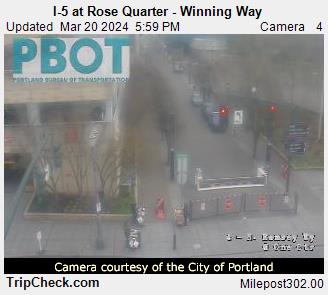 I-5 at Rose Quarter - Winning Way
Updated Mar 20 2024 5:59 PM Camera 4
PBOT
PORTLAND BUREAU OF TRANSPORTATION
Camera courtesy of the City of Portland
TripCheck.com Milepost302.00